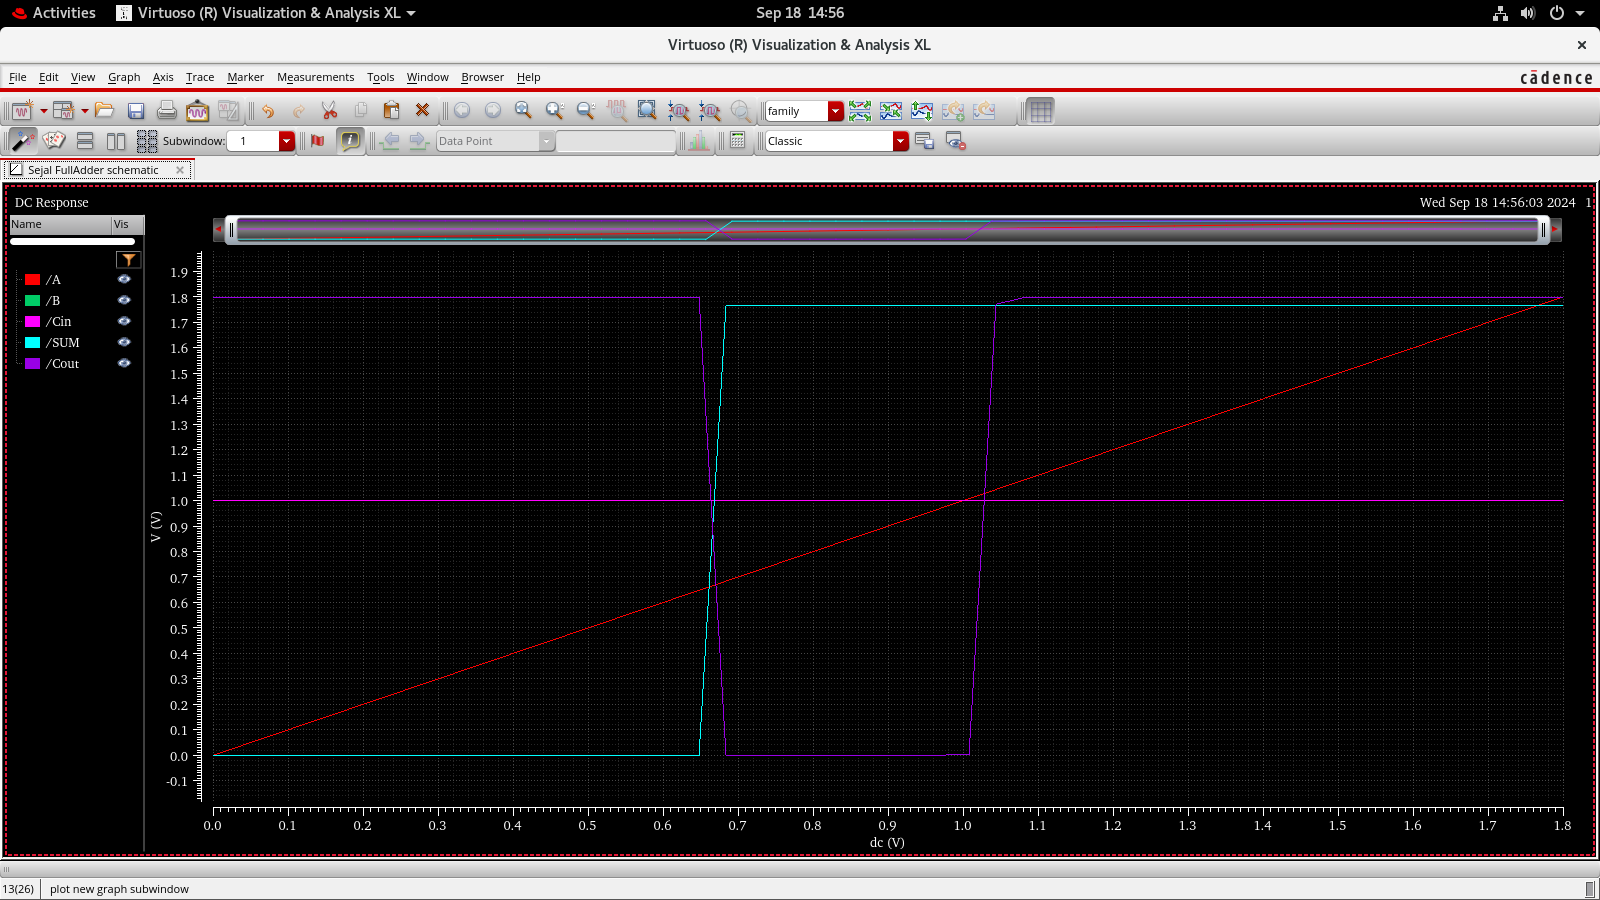 Activities Virtuoso (R) Visualization & Analysis XL Sep 18 14:56
Virtuoso (R) Visualization & Analysis XL
File Edit View Graph Axis Trace Marker Measurements Tools Window Browser Help cādence
family
Subwindow: 1 Data Point Classic
Sejal FullAdder schematic
DC Response Wed Sep 18 14:56:03 2024 1
Name Vis
/A
/B
/Cin
/SUM
/Cout
1.9
1.8
1.7
1.6
1.5
1.4
1.3
1.2
1.1
1.0
0.9
0.8
0.7
0.6
0.5
0.4
0.3
0.2
0.1
0.0
-0.1
V (V)
0.0 0.1 0.2 0.3 0.4 0.5 0.6 0.7 0.8 0.9 1.0 1.1 1.2 1.3 1.4 1.5 1.6 1.7 1.8
dc (V)
13(26) plot new graph subwindow